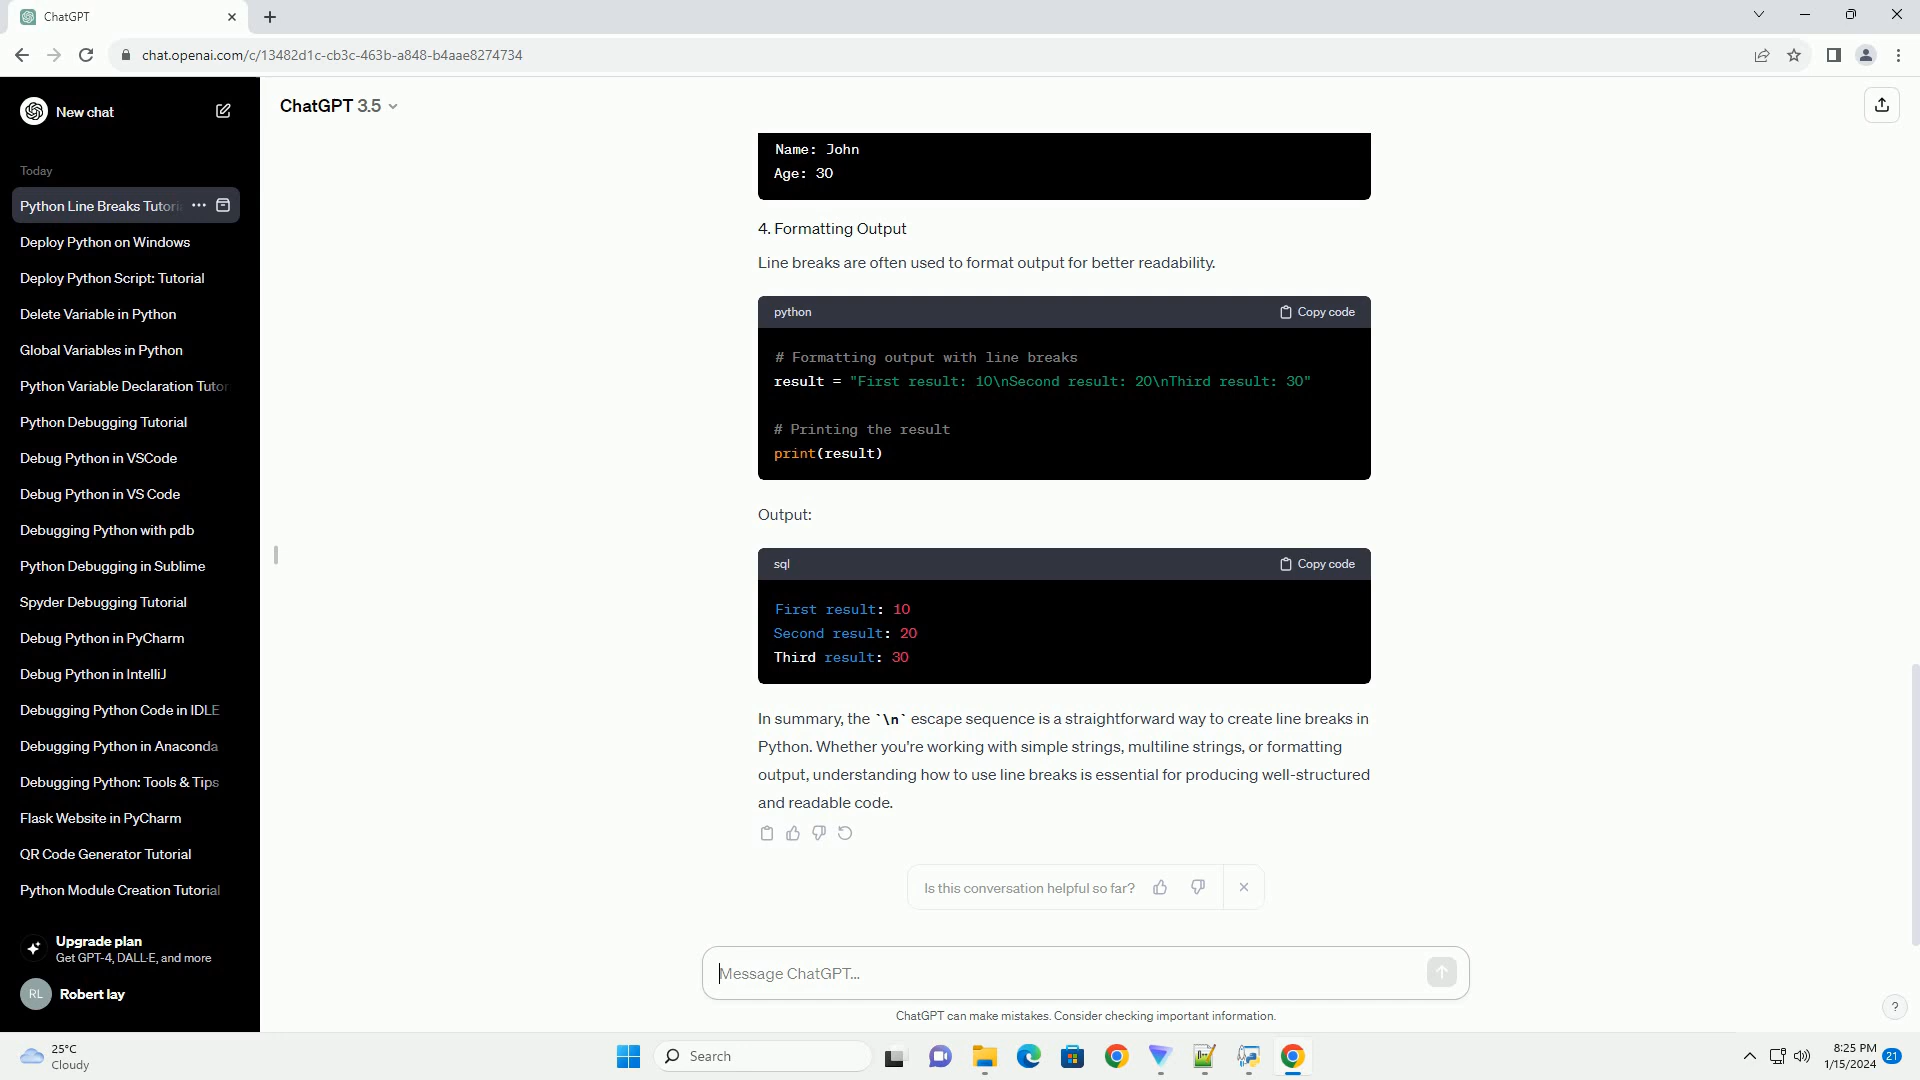 ChatGPT
chat.openai.com/c/13482d1c-cb3c-463b-a848-b4aae8274734
New chat
Today
Python Line Breaks Tutori
Deploy Python on Windows
Deploy Python Script: Tutorial
Delete Variable in Python
Global Variables in Python
Python Variable Declaration Tutor
Python Debugging Tutorial
Debug Python in VSCode
Debug Python in VS Code
Debugging Python with pdb
Python Debugging in Sublime
Spyder Debugging Tutorial
Debug Python in PyCharm
Debug Python in IntelliJ
Debugging Python Code in IDLE
Debugging Python in Anaconda
Debugging Python: Tools & Tips
Flask Website in PyCharm
QR Code Generator Tutorial
Python Module Creation Tutorial
Upgrade plan
Get GPT-4, DALL·E, and more
RL Robert lay
ChatGPT 3.5
Name: John
Age: 30
4. Formatting Output
Line breaks are often used to format output for better readability.
python Copy code
# Formatting output with line breaks
result = "First result: 10\nSecond result: 20\nThird result: 30"
# Printing the result
print(result)
Output:
sql Copy code
First result: 10
Second result: 20
Third result: 30
In summary, the `\n` escape sequence is a straightforward way to create line breaks in
Python. Whether you're working with simple strings, multiline strings, or formatting
output, understanding how to use line breaks is essential for producing well-structured
and readable code.
Is this conversation helpful so far?
Message ChatGPT...
ChatGPT can make mistakes. Consider checking important information.
?
25°C
Cloudy
Search
8:25 PM
1/15/2024
21